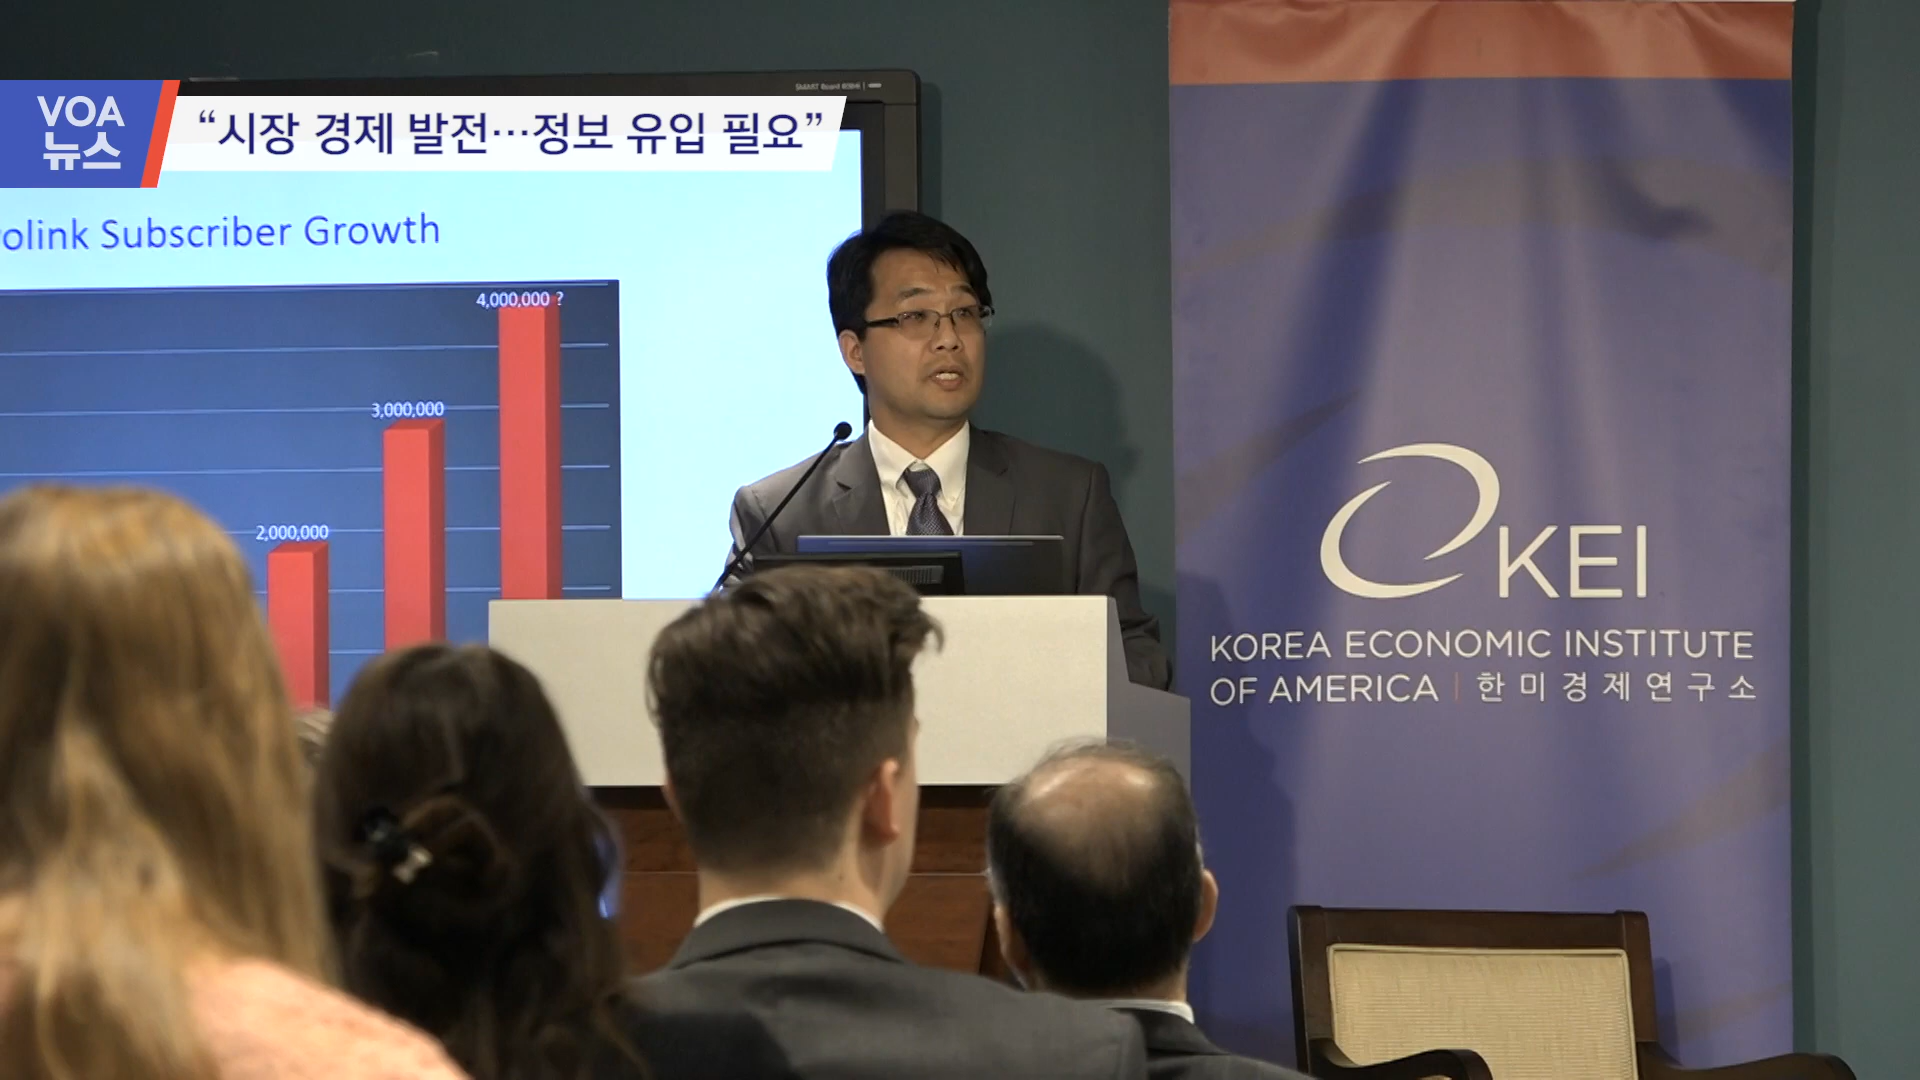 VOA
뉴스
“시장 경제 발전…정보 유입 필요”
SMART Board
olink Subscriber Growth
4,000,000 ?
3,000,000
2,000,000
KEI
KOREA ECONOMIC INSTITUTE
OF AMERICA | 한미경제연구소